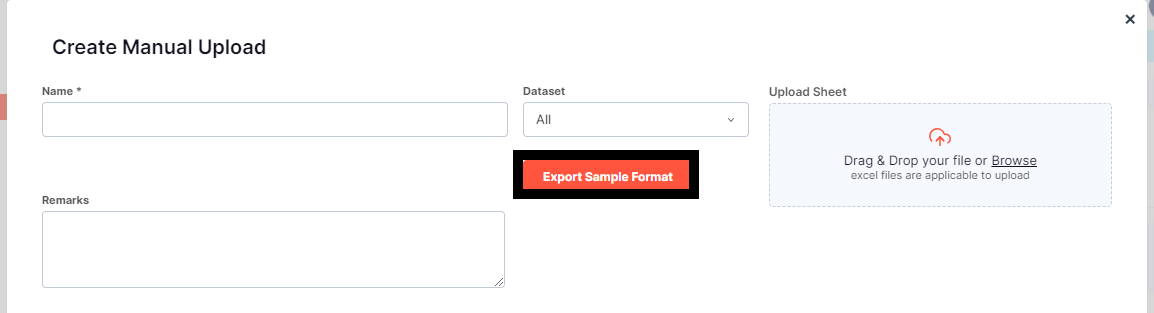 Create Manual Upload
Name *
Dataset
All
Export Sample Format
Upload Sheet
Drag & Drop your file or Browse
excel files are applicable to upload
Remarks